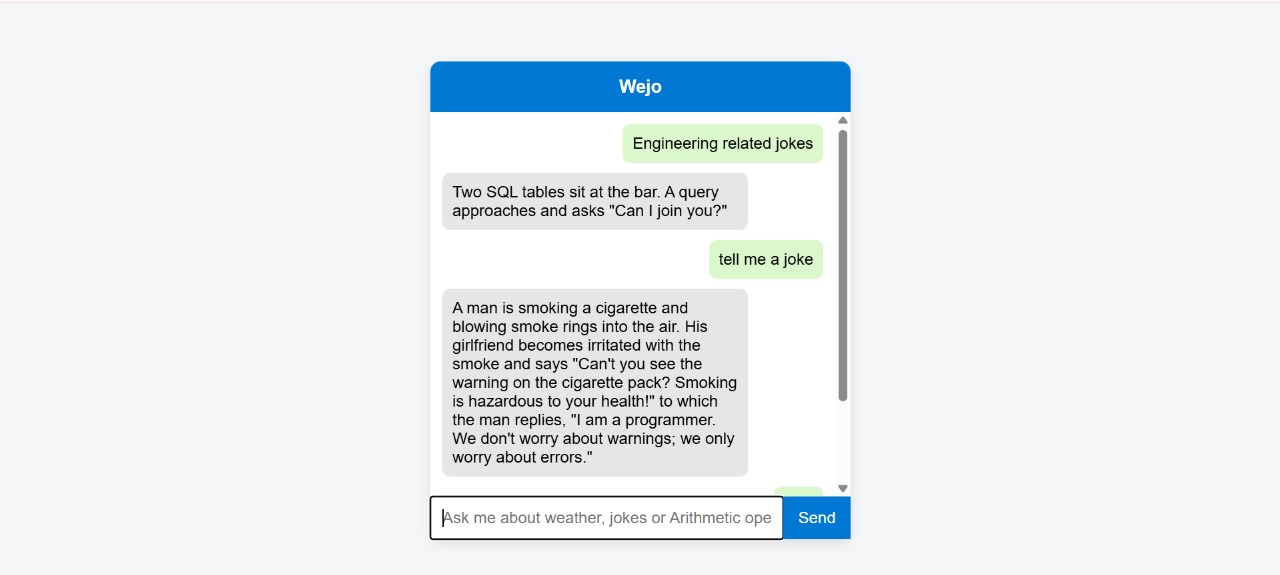 Wejo
Engineering related jokes
Two SQL tables sit at the bar. A query
approaches and asks "Can I join you?"
tell me a joke
A man is smoking a cigarette and
blowing smoke rings into the air. His
girlfriend becomes irritated with the
smoke and says "Can't you see the
warning on the cigarette pack? Smoking
is hazardous to your health!" to which
the man replies, "I am a programmer.
We don't worry about warnings; we only
worry about errors."
Ask me about weather, jokes or Arithmetic ope
Send